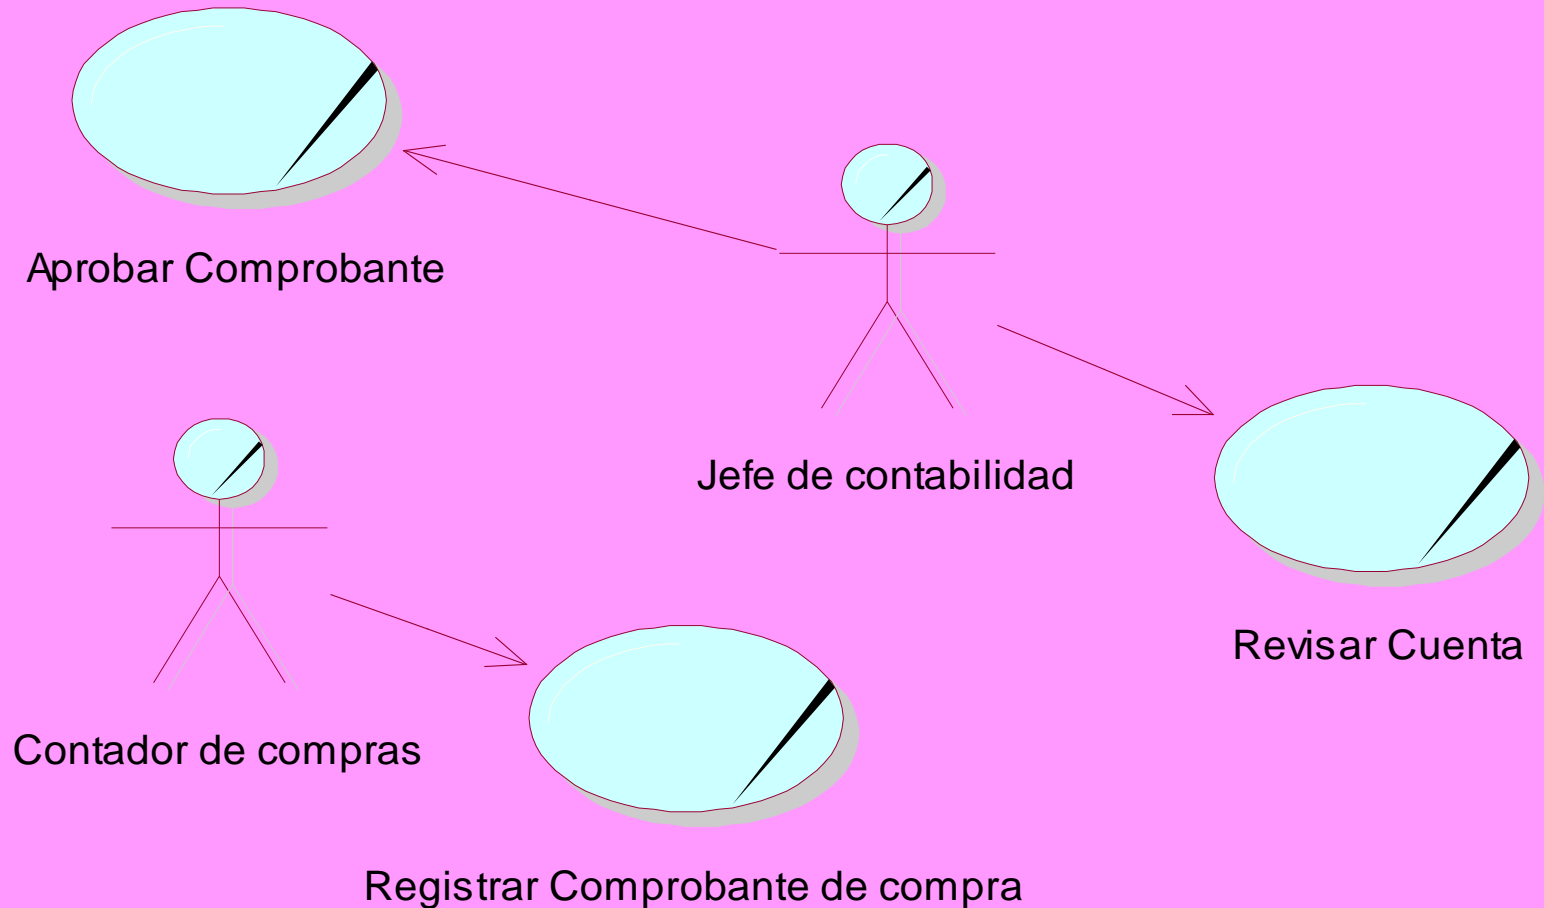 Aprobar Comprobante
Jefe de contabilidad
Revisar Cuenta
Contador de compras
Registrar Comprobante de compra